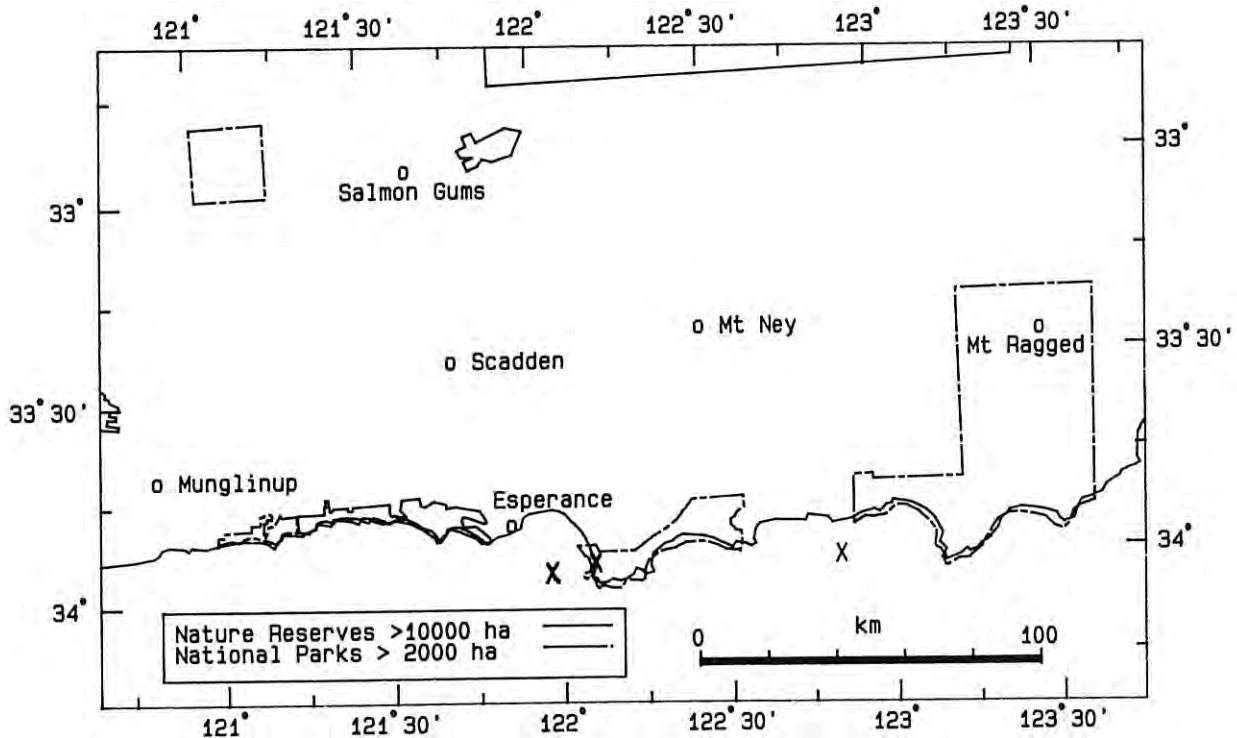 121° 121°30' 122° 122°30' 123° 123°30'
33°
Salmon Gums
33°
Mt Ney
Mt Ragged
33°30'
Scadden
33°30'
Munglinup
Esperance
X X
X
34°
34°
Nature Reserves >10000 ha
National Parks > 2000 ha
km
0 100
121° 121°30' 122° 122°30' 123° 123°30'